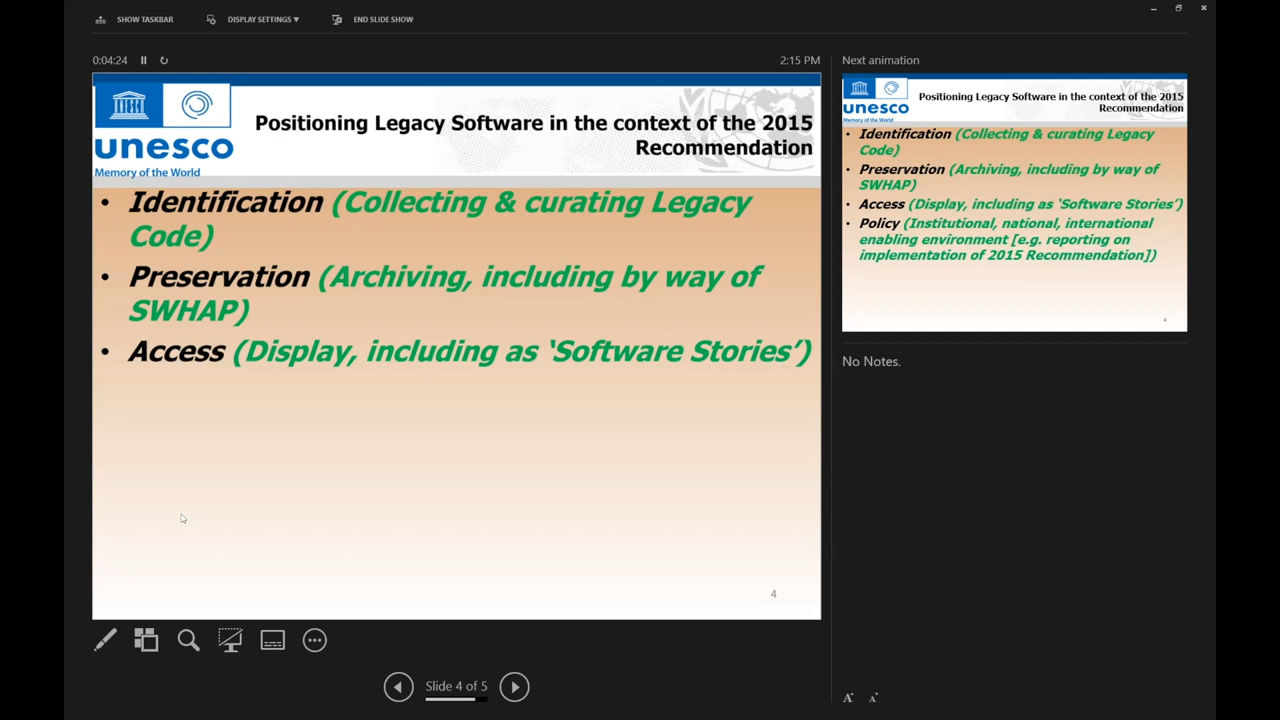 SHOW TASKBAR
DISPLAY SETTINGS ▼
END SLIDE SHOW
0:04:24
2:15 PM
unesco
Memory of the World
Positioning Legacy Software in the context of the 2015
Recommendation
• Identification (Collecting & curating Legacy
Code)
• Preservation (Archiving, including by way of
SWHAP)
• Access (Display, including as ‘Software Stories’)
4
Slide 4 of 5
Next animation
unesco
Memory of the World
Positioning Legacy Software in the context of the 2015
Recommendation
• Identification (Collecting & curating Legacy
Code)
• Preservation (Archiving, including by way of
SWHAP)
• Access (Display, including as ‘Software Stories’)
• Policy (Institutional, national, international
enabling environment [e.g. reporting on
implementation of 2015 Recommendation])
4
No Notes.
A A